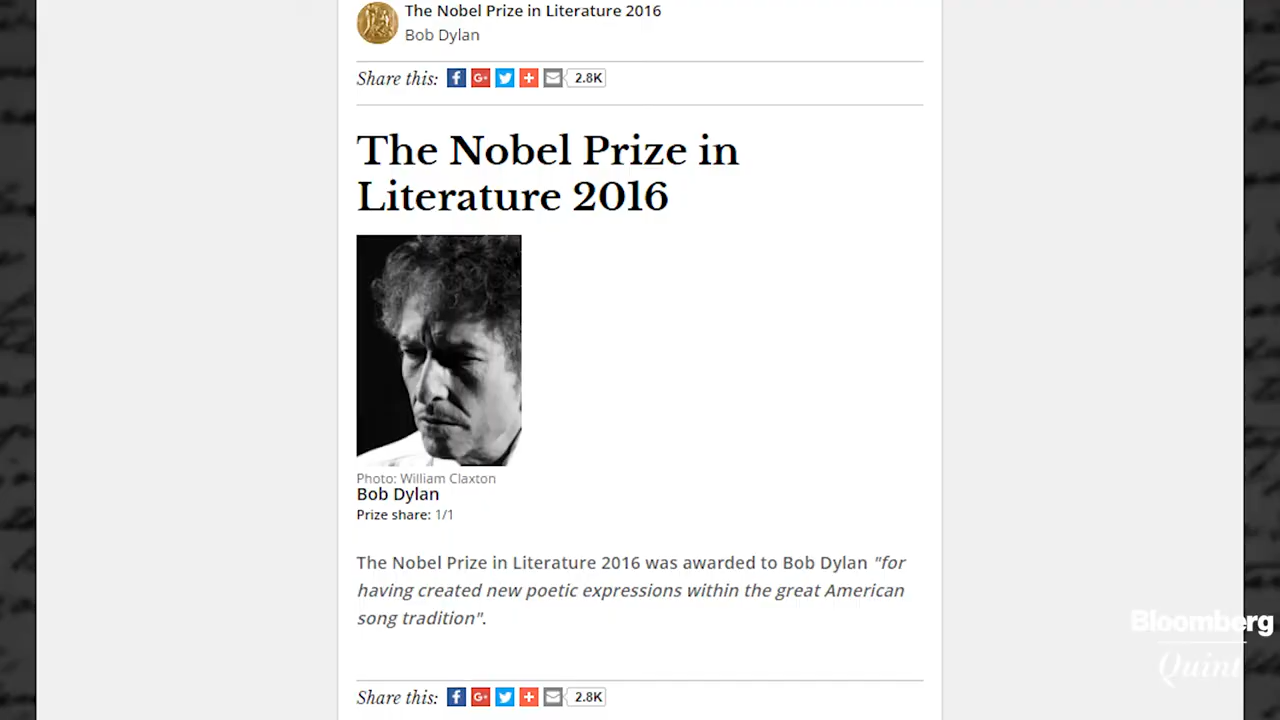 The Nobel Prize in Literature 2016
Bob Dylan
Share this: 2.8K
The Nobel Prize in
Literature 2016
Photo: William Claxton
Bob Dylan
Prize share: 1/1
The Nobel Prize in Literature 2016 was awarded to Bob Dylan "for
having created new poetic expressions within the great American
song tradition".
Bloomberg
Quint
Share this: 2.8K